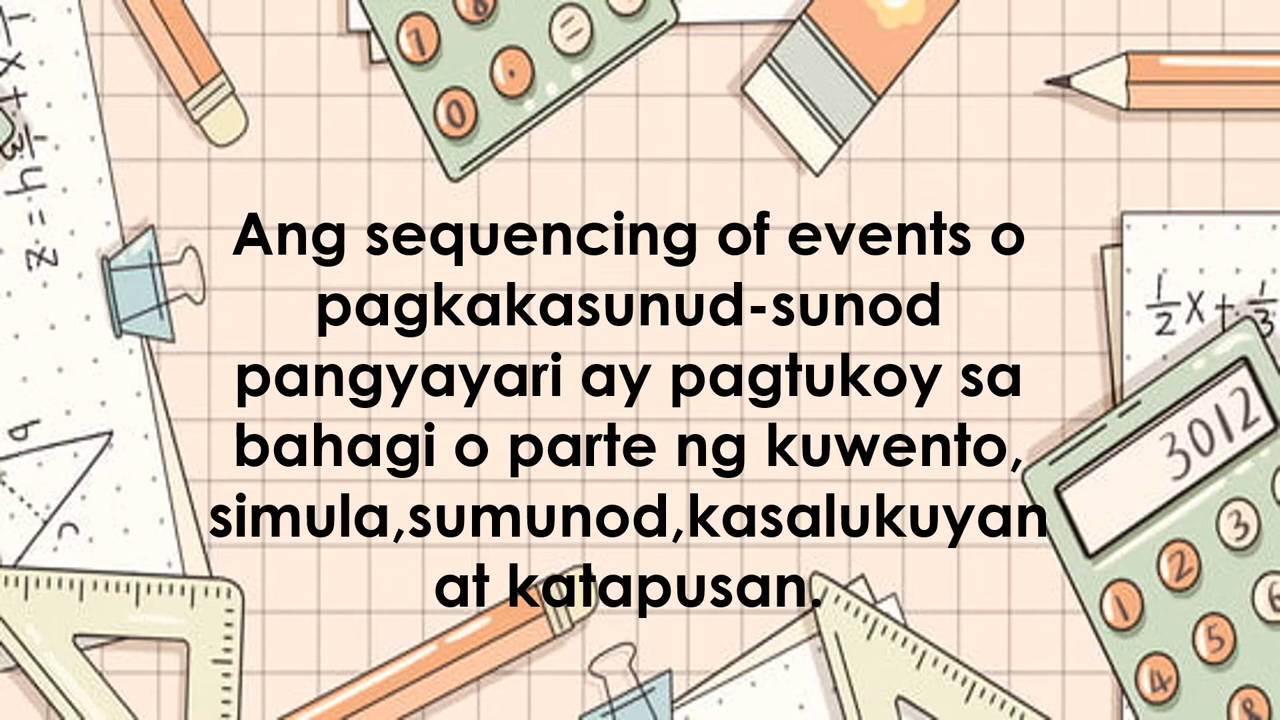 Ang sequencing of events o
pagkakasunud-sunod
pangyayari ay pagtukoy sa
bahagi o parte ng kuwento,
simula,sumunod,kasalukuyan
at katapusan.
3012